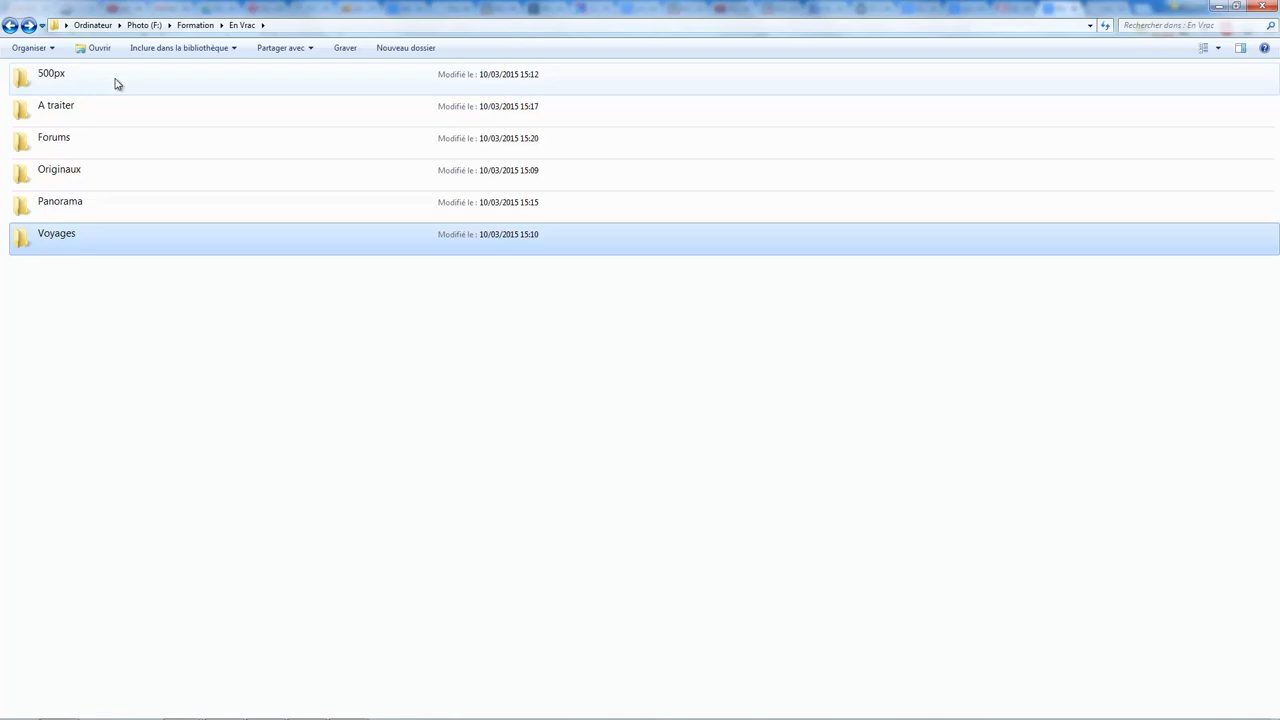 Ordinateur Photo (F:) Formation En Vrac Rechercher dans : En Vrac
Organiser Ouvrir Inclure dans la bibliothèque Partager avec Graver Nouveau dossier
500px Modifié le : 10/03/2015 15:12
A traiter Modifié le : 10/03/2015 15:17
Forums Modifié le : 10/03/2015 15:20
Originaux Modifié le : 10/03/2015 15:09
Panorama Modifié le : 10/03/2015 15:15
Voyages Modifié le : 10/03/2015 15:10